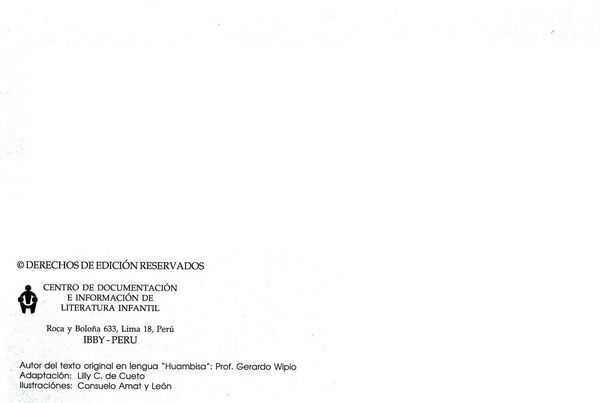 © DERECHOS DE EDICIÓN RESERVADOS
CENTRO DE DOCUMENTACIÓN
E INFORMACIÓN DE
LITERATURA INFANTIL
Roca y Boloña 633, Lima 18, Perú
IBBY - PERU
Autor del texto original en lengua "Huambisa": Prof. Gerardo Wipio
Adaptación: Lilly C. de Cueto
Ilustraciónes: Consuelo Amat y León